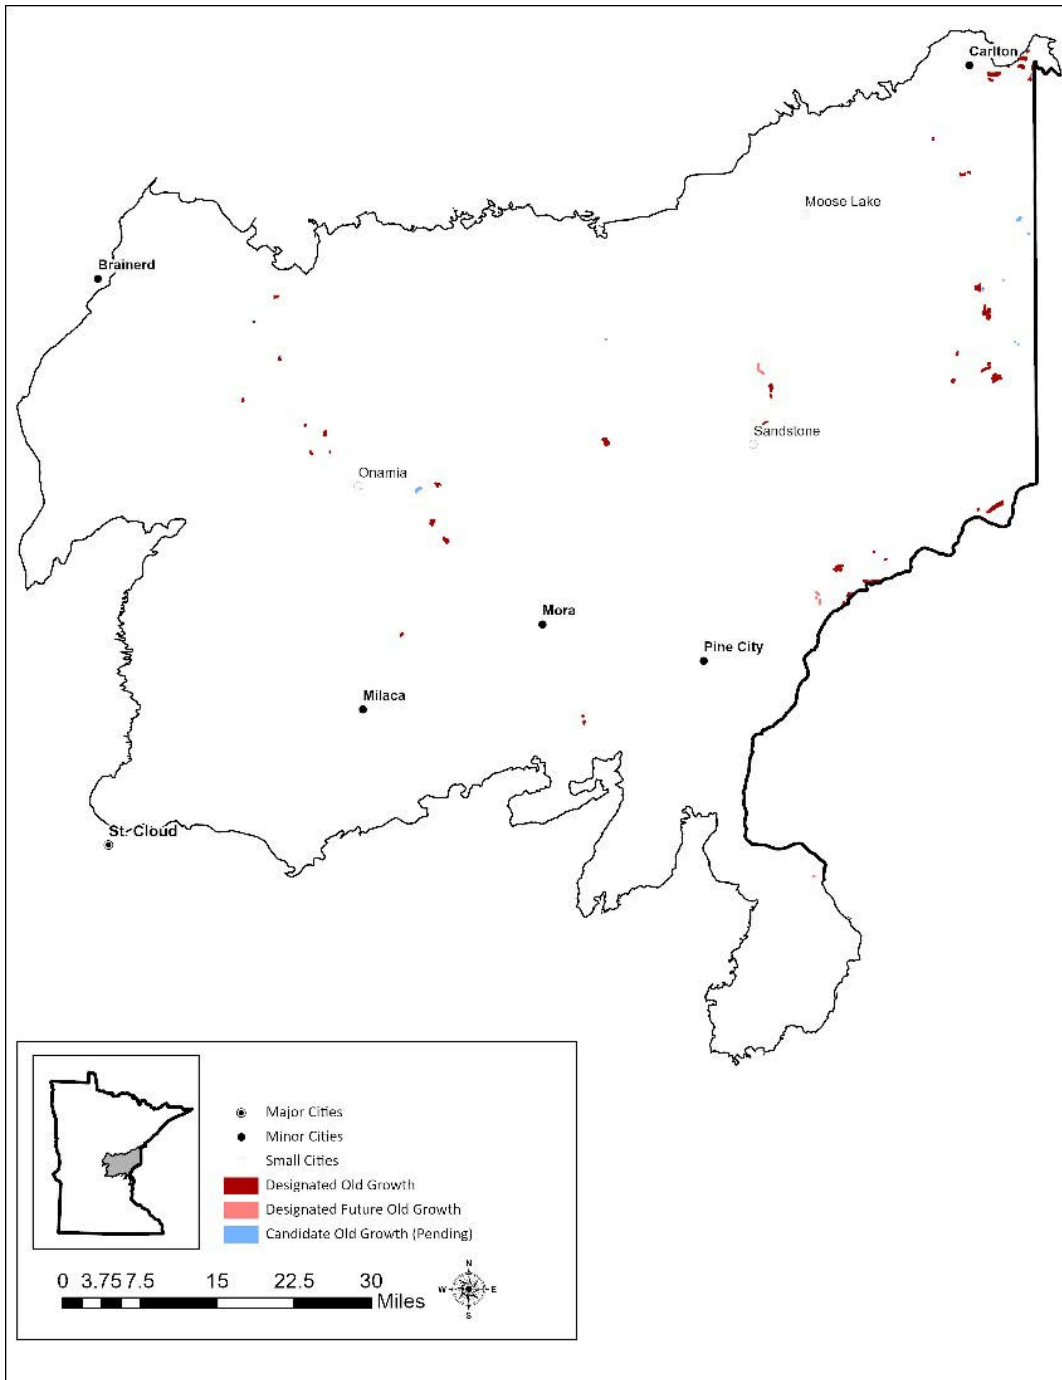 Carlton
Moose Lake
Brainerd
Sandstone
Onamia
Mora
Pine City
Milaca
St. Cloud
Major Cities
Minor Cities
Small Cities
Designated Old Growth
Designated Future Old Growth
Candidate Old Growth (Pending)
0 3.75 7.5 15 22.5 30
Miles
N
W E
S